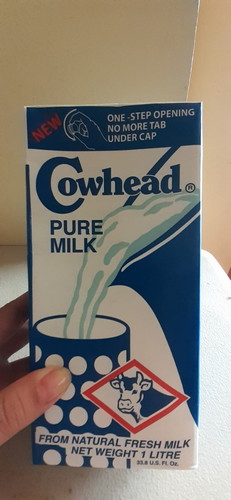 NEW
ONE-STEP OPENING
NO MORE TAB
UNDER CAP
Cowhead®
PURE
MILK
FROM NATURAL FRESH MILK
NET WEIGHT 1 LITRE
33.8 U.S. Fl. Oz.